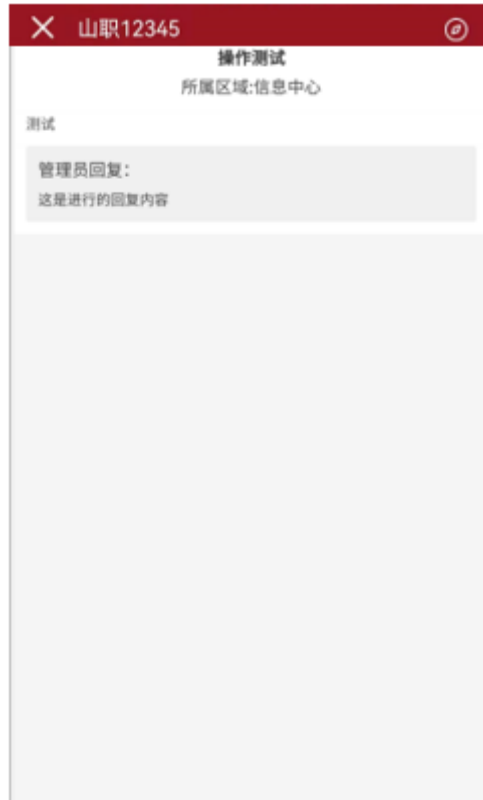 山职12345
操作测试
所属区域:信息中心
测试
管理员回复：
这是进行的回复内容